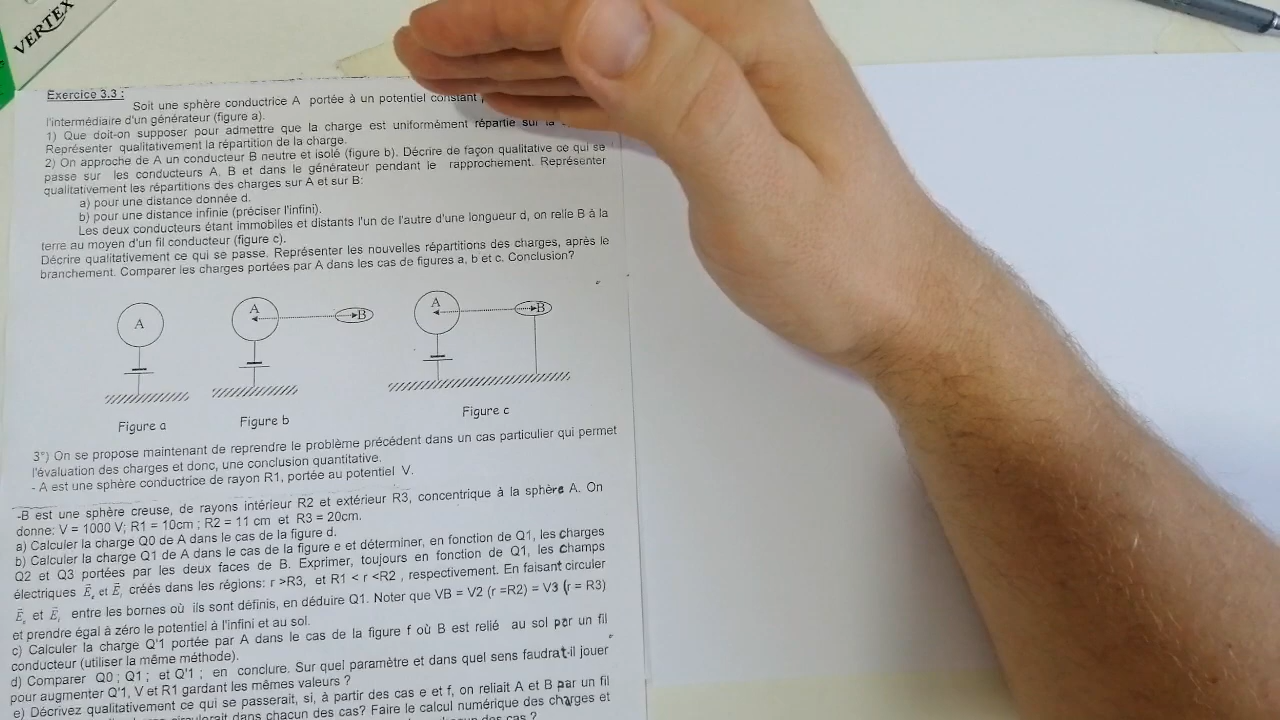 VERTEX
Exercice 3.3 :
Soit une sphère conductrice A portée à un potentiel constant
l'intermédiaire d'un générateur (figure a).
1) Que doit-on supposer pour admettre que la charge est uniformément répartie sur la
Représenter qualitativement la répartition de la charge.
2) On approche de A un conducteur B neutre et isolé (figure b). Décrire de façon qualitative ce qui se
passe sur les conducteurs A, B et dans le générateur pendant le rapprochement. Représenter
qualitativement les répartitions des charges sur A et sur B:
a) pour une distance donnée d.
b) pour une distance infinie (préciser l'infini).
Les deux conducteurs étant immobiles et distants l'un de l'autre d'une longueur d, on relle B à la
terre au moyen d'un fil conducteur (figure c).
Décrire qualitativement ce qui se passe. Représenter les nouvelles répartitions des charges, après le
branchement. Comparer les charges portées par A dans les cas de figures a, b et c. Conclusion?
A
A
B
A
B
Figure a
Figure b
Figure c
3°) On se propose maintenant de reprendre le problème précédent dans un cas particulier qui permet
l'évaluation des charges et donc, une conclusion quantitative.
- A est une sphère conductrice de rayon R1, portée au potentiel V.
-B est une sphère creuse, de rayons intérieur R2 et extérieur R3, concentrique à la sphère A. On
donne: V = 1000 V; R1 = 10cm ; R2 = 11 cm et R3 = 20cm.
a) Calculer la charge Q0 de A dans le cas de la figure d.
b) Calculer la charge Q1 de A dans le cas de la figure e et déterminer, en fonction de Q1, les charges
Q2 et Q3 portées par les deux faces de B. Exprimer, toujours en fonction de Q1, les champs
électriques créés dans les régions: r >R3, et R1 < r <R2 , respectivement. En faisant circuler
et entre les bornes où ils sont définis, en déduire Q1. Noter que VB = V2 (r =R2) = V3 (r = R3)
et prendre égal à zéro le potentiel à l'infini et au sol.
c) Calculer la charge Q'1 portée par A dans le cas de la figure f où B est relié au sol par un fil
conducteur (utiliser la même méthode).
d) Comparer Q0 ; Q1 ; et Q'1 ; en conclure. Sur quel paramètre et dans quel sens faudrat-il jouer
pour augmenter Q'1, V et R1 gardant les mêmes valeurs ?
e) Décrivez qualitativement ce qui se passerait, si, à partir des cas e et f, on reliait A et B par un fil
dans chacun des cas? Faire le calcul numérique des charges et
des cas ?